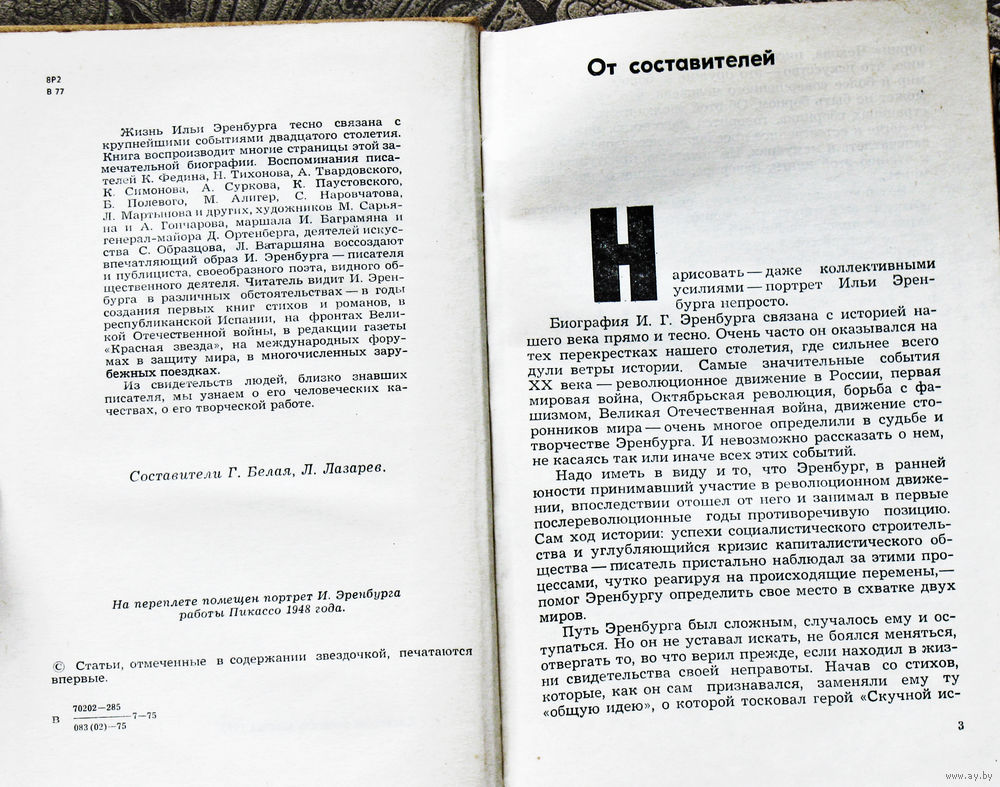 8Р2
В 77
Жизнь Ильи Эренбурга тесно связана с
крупнейшими событиями двадцатого столетия.
Книга воспроизводит многие страницы этой за-
мечательной биографии. Воспоминания писа-
телей К. Федина, Н. Тихонова, А. Твардовского,
К. Симонова, А. Суркова, К. Паустовского,
Б. Полевого, М. Алигер, С. Наровчатова,
Л. Мартынова и других, художников М. Сарья-
на и А. Гончарова, маршала И. Баграмяна и
генерал-майора Д. Ортенберга, деятелей искус-
ства С. Образцова, Л. Ватаршяна воссоздают
впечатляющий образ И. Эренбурга — писателя
и публициста, своеобразного поэта, видного об-
щественного деятеля. Читатель видит И. Эрен-
бурга в различных обстоятельствах — в годы
создания первых книг стихов и романов, в
республиканской Испании, на фронтах Вели-
кой Отечественной войны, в редакции газеты
«Красная звезда», на международных фору-
мах в защиту мира, в многочисленных зару-
бежных поездках.
Из свидетельств людей, близко знавших
писателя, мы узнаем о его человеческих ка-
чествах, о его творческой работе.
Составители Г. Белая, Л. Лазарев.
На переплете помещен портрет И. Эренбурга
работы Пикассо 1948 года.
© Статьи, отмеченные в содержании звездочкой, печатаются
впервые.
В 70202—285
083(02)—75 7—75
От составителей
Нарисовать — даже коллективными
усилиями — портрет Ильи Эрен-
бурга непросто.
Биография И. Г. Эренбурга связана с историей на-
шего века прямо и тесно. Очень часто он оказывался на
тех перекрестках нашего столетия, где сильнее всего
дули ветры истории. Самые значительные события
XX века — революционное движение в России, первая
мировая война, Октябрьская революция, борьба с фа-
шизмом, Великая Отечественная война, движение сто-
ронников мира — очень многое определили в судьбе и
творчестве Эренбурга. И невозможно рассказать о нем,
не касаясь так или иначе всех этих событий.
Надо иметь в виду и то, что Эренбург, в ранней
юности принимавший участие в революционном движе-
нии, впоследствии отошел от него и занимал в первые
послереволюционные годы противоречивую позицию.
Сам ход истории: успехи социалистического строитель-
ства и углубляющийся кризис капиталистического об-
щества — писатель пристально наблюдал за этими про-
цессами, чутко реагируя на происходящие перемены,—
помог Эренбургу определить свое место в схватке двух
миров.
Путь Эренбурга был сложным, случалось ему и ос-
тупаться. Но он не уставал искать, не боялся меняться,
отвергать то, во что верил прежде, если находил в жиз-
ни свидетельства своей неправоты. Начав со стихов,
которые, как он сам признавался, заменяли ему ту
«общую идею», о которой тосковал герой «Скучной ис-
3
www.ay.by